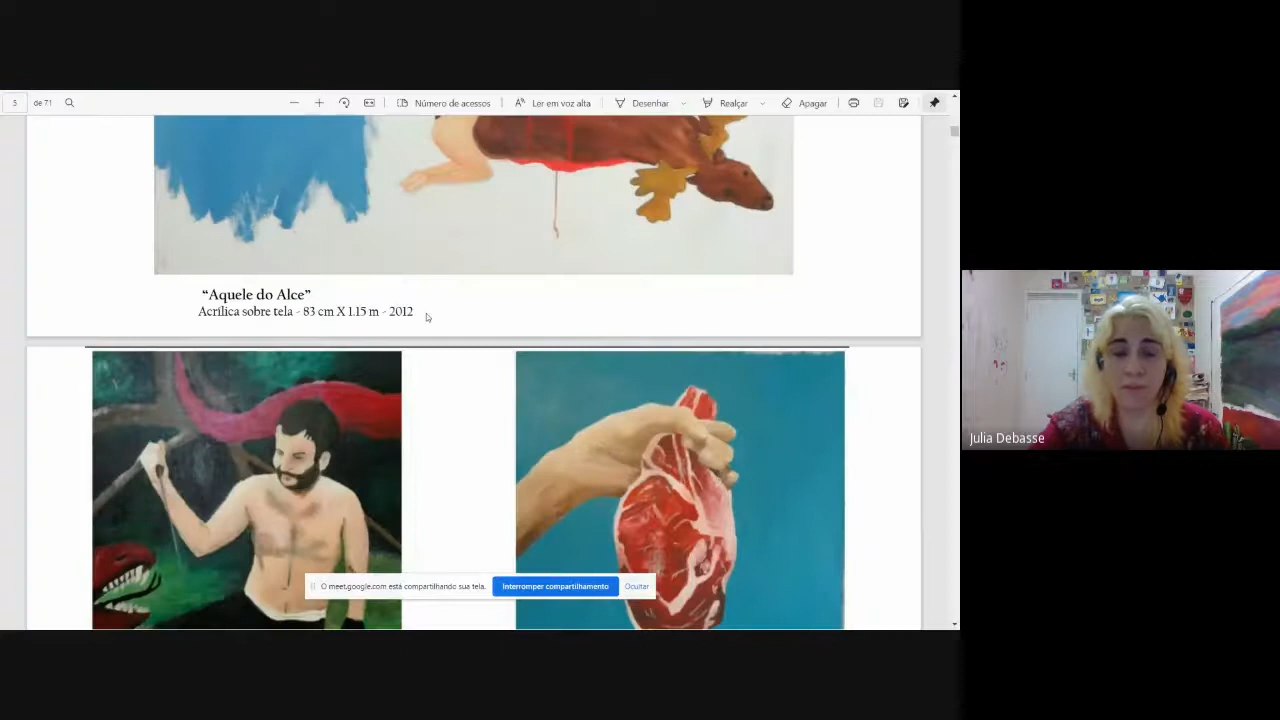 5 de 71 Número de acessos Ler em voz alta Desenhar Realçar Apagar
“Aquele do Alce”
Acrílica sobre tela - 83 cm X 1.15 m - 2012
Julia Debasse
O meet.google.com está compartilhando sua tela. Interromper compartilhamento Ocultar